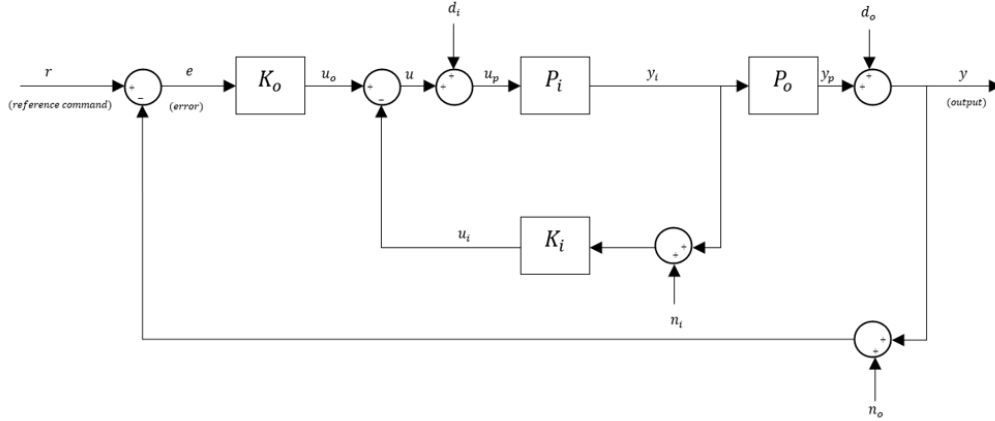 d_i
d_o
r
e
K_o
u_o
u
u_p
P_i
y_i
P_o
y_p
y
+
−
+
−
+
+
+
+
(reference command)
(error)
(output)
u_i
K_i
+
+
n_i
+
+
n_o